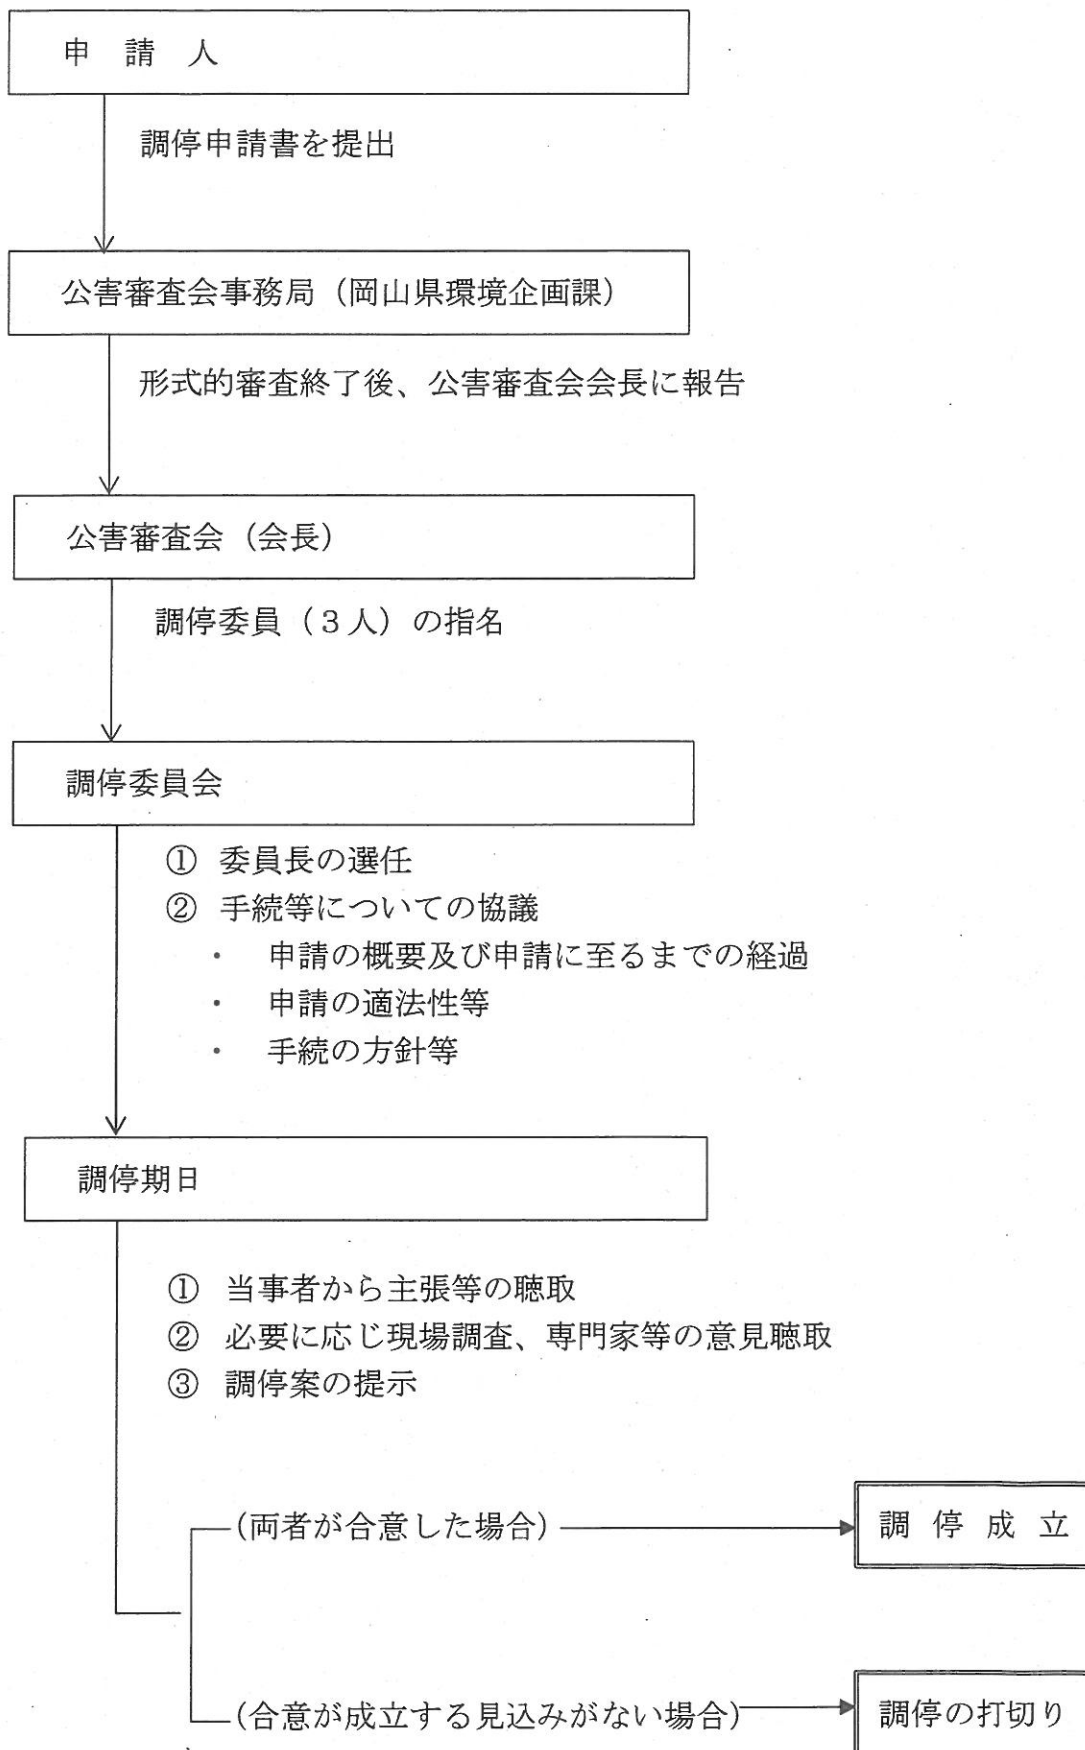 申 請 人
調停申請書を提出
公害審査会事務局（岡山県環境企画課）
形式的審査終了後、公害審査会会長に報告
公害審査会（会長）
調停委員（３人）の指名
調停委員会
① 委員長の選任
② 手続等についての協議
・ 申請の概要及び申請に至るまでの経過
・ 申請の適法性等
・ 手続の方針等
調停期日
① 当事者から主張等の聴取
② 必要に応じ現場調査、専門家等の意見聴取
③ 調停案の提示
(両者が合意した場合)
調 停 成 立
(合意が成立する見込みがない場合)
調停の打切り